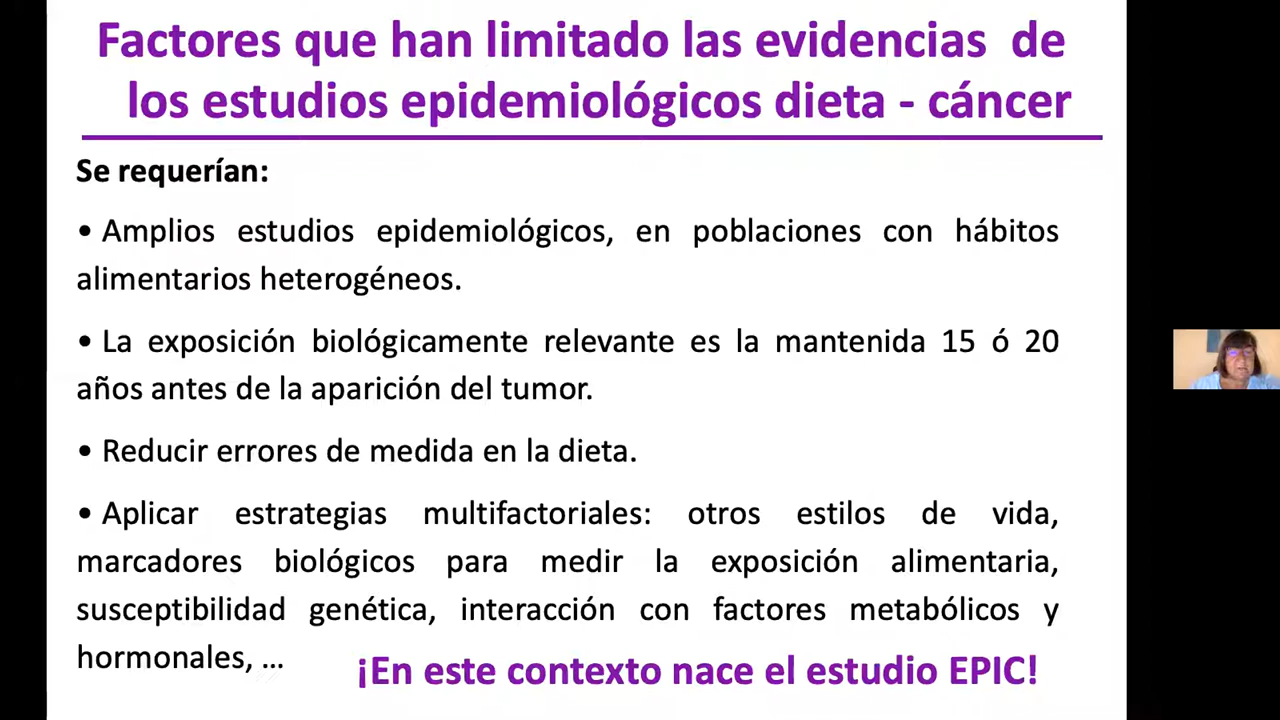 Factores que han limitado las evidencias de
los estudios epidemiológicos dieta - cáncer
Se requerían:
• Amplios estudios epidemiológicos, en poblaciones con hábitos
alimentarios heterogéneos.
• La exposición biológicamente relevante es la mantenida 15 ó 20
años antes de la aparición del tumor.
• Reducir errores de medida en la dieta.
• Aplicar estrategias multifactoriales: otros estilos de vida,
marcadores biológicos para medir la exposición alimentaria,
susceptibilidad genética, interacción con factores metabólicos y
hormonales, ...
¡En este contexto nace el estudio EPIC!